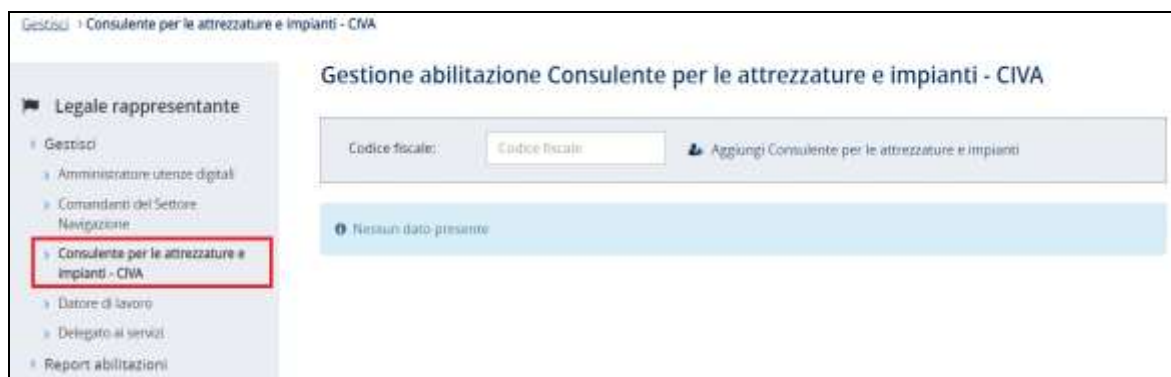 Gestisci > Consulente per le attrezzature e impianti - CIVA
Gestione abilitazione Consulente per le attrezzature e impianti - CIVA
Legale rappresentante
Gestisci
Amministratore utenze digitali
Comandanti del Settore
Navigazione
Consulente per le attrezzature e
impianti - CIVA
Datore di lavoro
Delegato ai servizi
Report abilitazioni
Codice fiscale:
Codice fiscale
Aggiungi Consulente per le attrezzature e impianti
Nessun dato presente